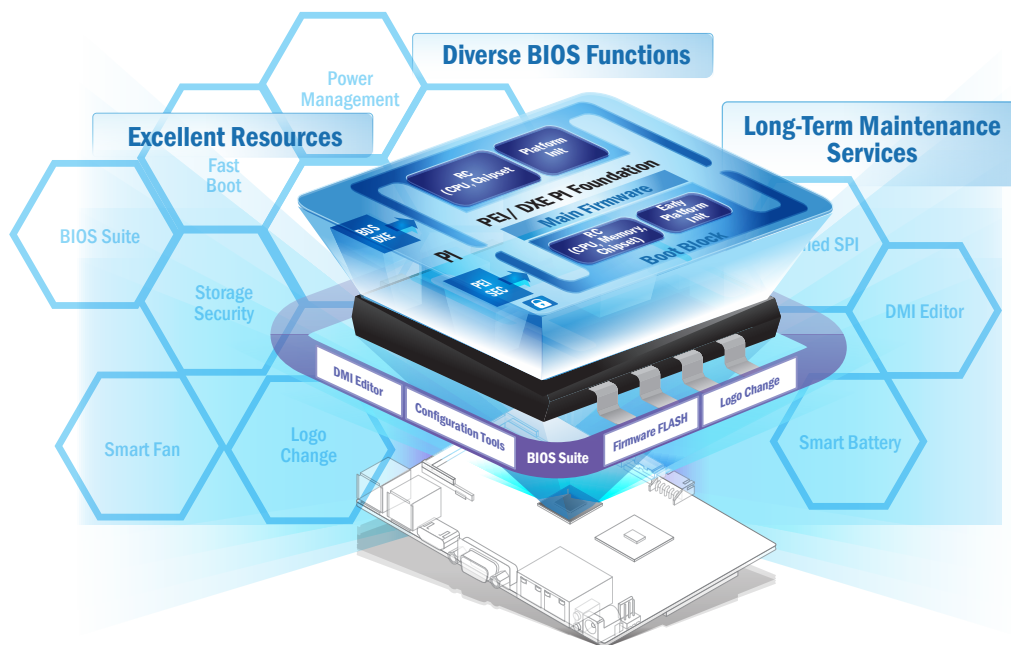 Diverse BIOS Functions
Excellent Resources
Long-Term Maintenance
Services
Power
Management
Fast
Boot
BIOS Suite
Storage
Security
Smart Fan
Logo
Change
SPI
DMI Editor
Smart Battery
RC
(CPU, Chipset
Platform
Init
PEI/ DXE PI Foundation
Main Firmware
BDS
DXE
PI
RC
(CPU, Memory,
Chipset)
Early
Platform
Init
Boot Block
PEI
SEC
DMI Editor
Configuration Tools
BIOS Suite
Firmware FLASH
Logo Change